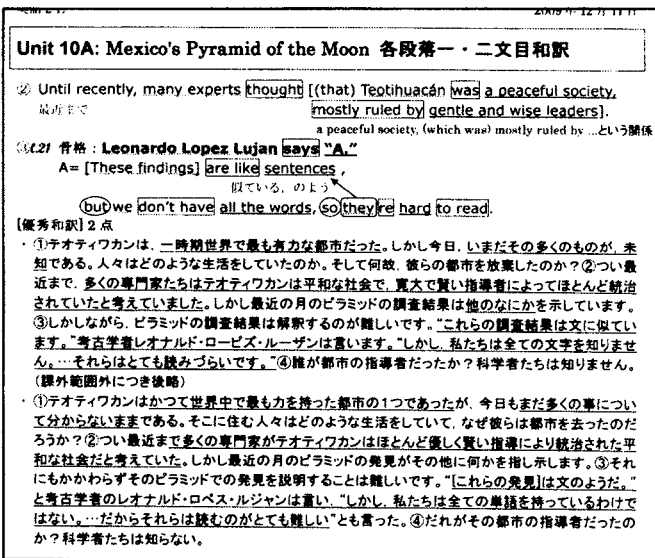 2009年12月11日
Unit 10A: Mexico's Pyramid of the Moon 各段落一・二文目和訳
② Until recently, many experts thought [(that) Teotihuacán was a peaceful society,
最近まで
mostly ruled by gentle and wise leaders].
a peaceful society, (which was) mostly ruled by ...という関係
③ℓ.21 骨格：Leonardo Lopez Lujan says "A."
A= [These findings] are like sentences ,
似ている、のよう
but we don't have all the words, so they're hard to read.
[優秀和訳] 2 点
・①テオティワカンは、一時期世界で最も有力な都市だった。しかし今日、いまだその多くのものが、未
知である。人々はどのような生活をしていたのか。そして何故、彼らの都市を放棄したのか？②つい最
近まで、多くの専門家たちはテオティワカンは平和な社会で、寛大で賢い指導者によってほとんど統治
されていたと考えていました。しかし最近の月のピラミッドの調査結果は他のなにかを示しています。
③しかしながら、ピラミッドの調査結果は解釈するのが難しいです。"これらの調査結果は文に似てい
ます。"考古学者レオナルド・ロービズ・ルーザンは言います。"しかし、私たちは全ての文字を知りませ
ん。…それらはとても読みづらいです。"④誰が都市の指導者だったか？科学者たちは知りません。
（課外範囲外につき後略）
・①テオティワカンはかつて世界中で最も力を持った都市の1つであったが、今日もまだ多くの事につい
て分からないままである。そこに住む人々はどのような生活をしていて、なぜ彼らは都市を去ったのだ
ろうか？②つい最近まで多くの専門家がテオティワカンはほとんど優しく賢い指導により統治された平
和な社会だと考えていた。しかし最近の月のピラミッドの発見がその他に何かを指し示します。③それ
にもかかわらずそのピラミッドでの発見を説明することは難しいです。"[これらの発見]は文のようだ。"
と考古学者のレオナルド・ロペス・ルジャンは言い、"しかし、私たちは全ての単語を持っているわけで
はない。…だからそれらは読むのがとても難しい"とも言った。④だれがその都市の指導者だったの
か？科学者たちは知らない。